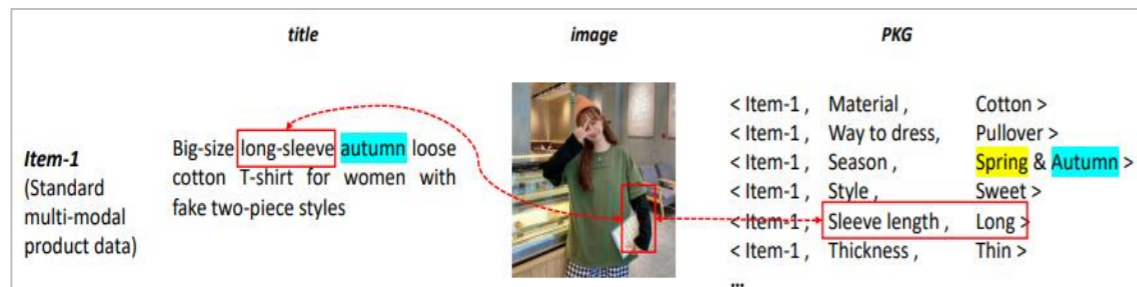 title image PKG
Item-1
(Standard
multi-modal
product data)
Big-size long-sleeve autumn loose
cotton T-shirt for women with
fake two-piece styles
< Item-1 , Material , Cotton >
< Item-1 , Way to dress, Pullover >
< Item-1 , Season , Spring & Autumn >
< Item-1 , Style , Sweet >
< Item-1 , Sleeve length , Long >
< Item-1 , Thickness , Thin >
...